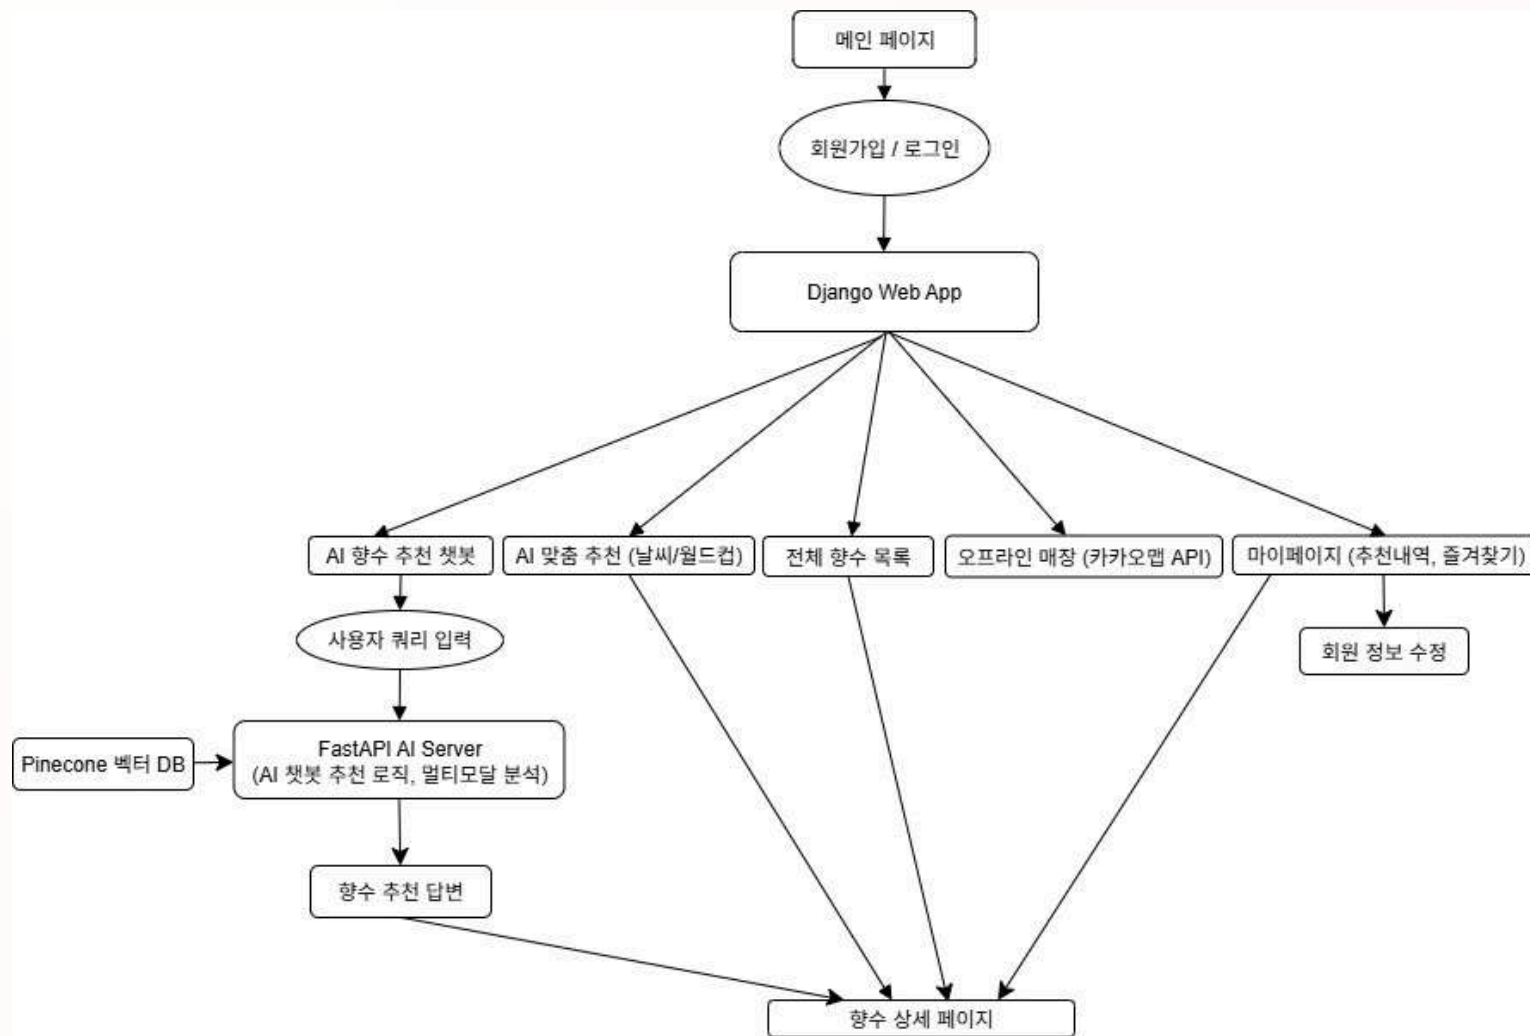 메인 페이지
회원가입 / 로그인
Django Web App
AI 향수 추천 챗봇
AI 맞춤 추천 (날씨/월드컵)
전체 향수 목록
오프라인 매장 (카카오맵 API)
마이페이지 (추천내역, 즐겨찾기)
사용자 쿼리 입력
회원 정보 수정
Pinecone 벡터 DB
FastAPI AI Server
(AI 챗봇 추천 로직, 멀티모달 분석)
향수 추천 답변
향수 상세 페이지